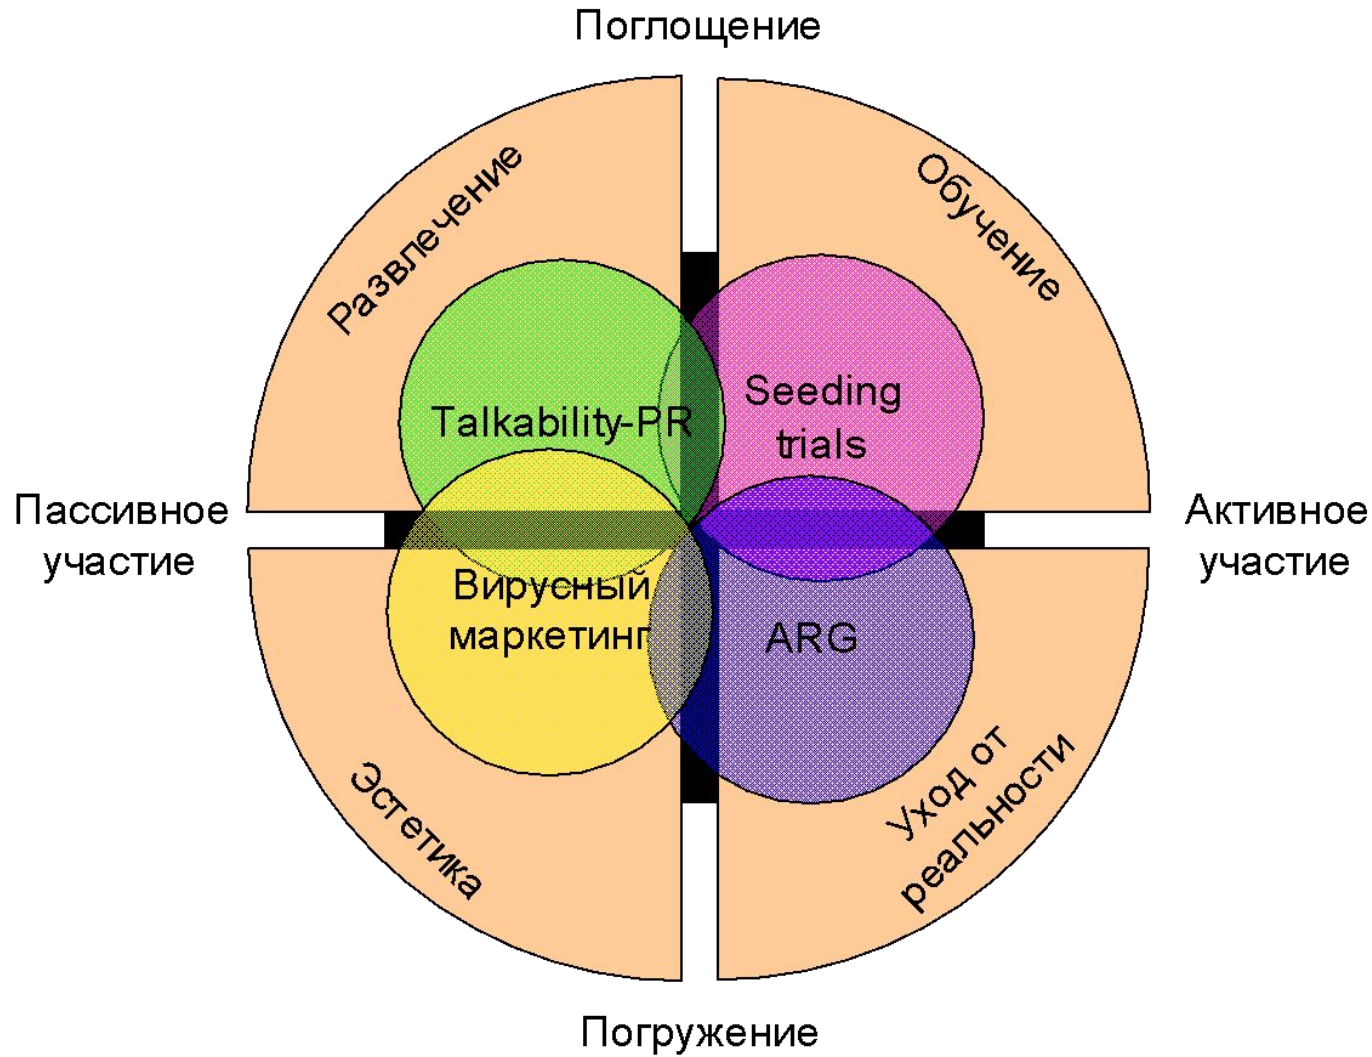 Поглощение
Развлечение
Обучение
Talkability-PR
Seeding
trials
Пассивное
участие
Активное
участие
Вирусный
маркетинг
ARG
Эстетика
Уход от
реальности
Погружение